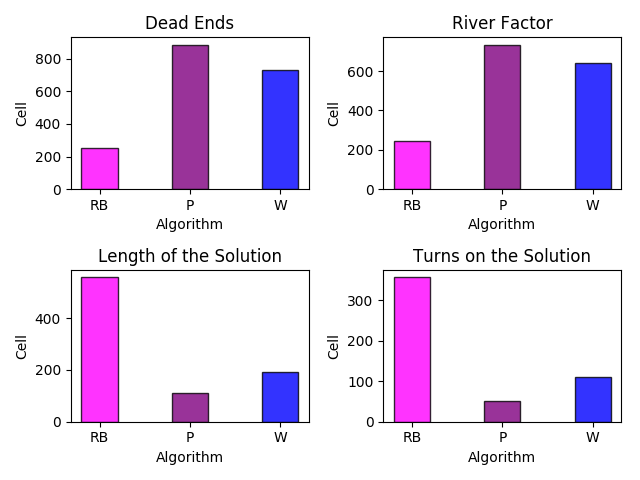 Dead Ends
Cell
800
600
400
200
0
RB P W
Algorithm
River Factor
Cell
600
400
200
0
RB P W
Algorithm
Length of the Solution
Cell
400
200
0
RB P W
Algorithm
Turns on the Solution
Cell
300
200
100
0
RB P W
Algorithm